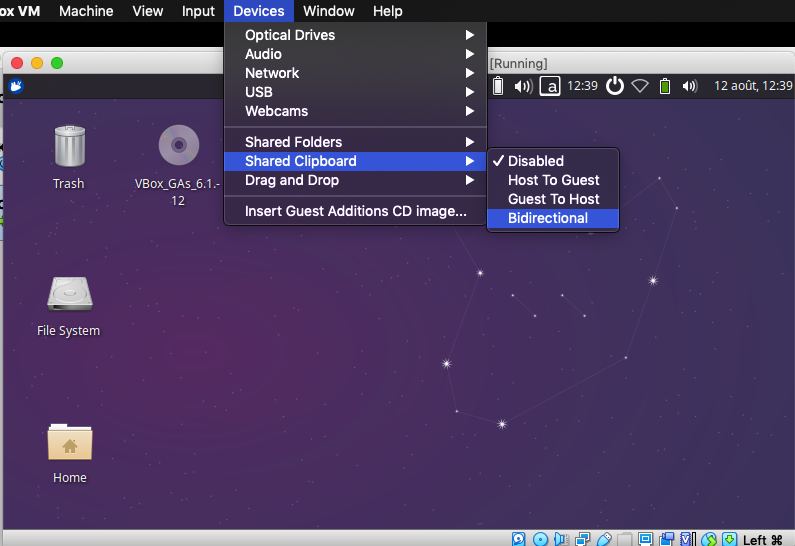 ox VM Machine View Input Devices Window Help
[Running]
a 12:39 12 août, 12:39
Optical Drives
Audio
Network
USB
Webcams
Shared Folders
Shared Clipboard
Drag and Drop
Insert Guest Additions CD image...
Disabled
Host To Guest
Guest To Host
Bidirectional
Trash
VBox_GAs_6.1.-
12
File System
Home
Left ⌘